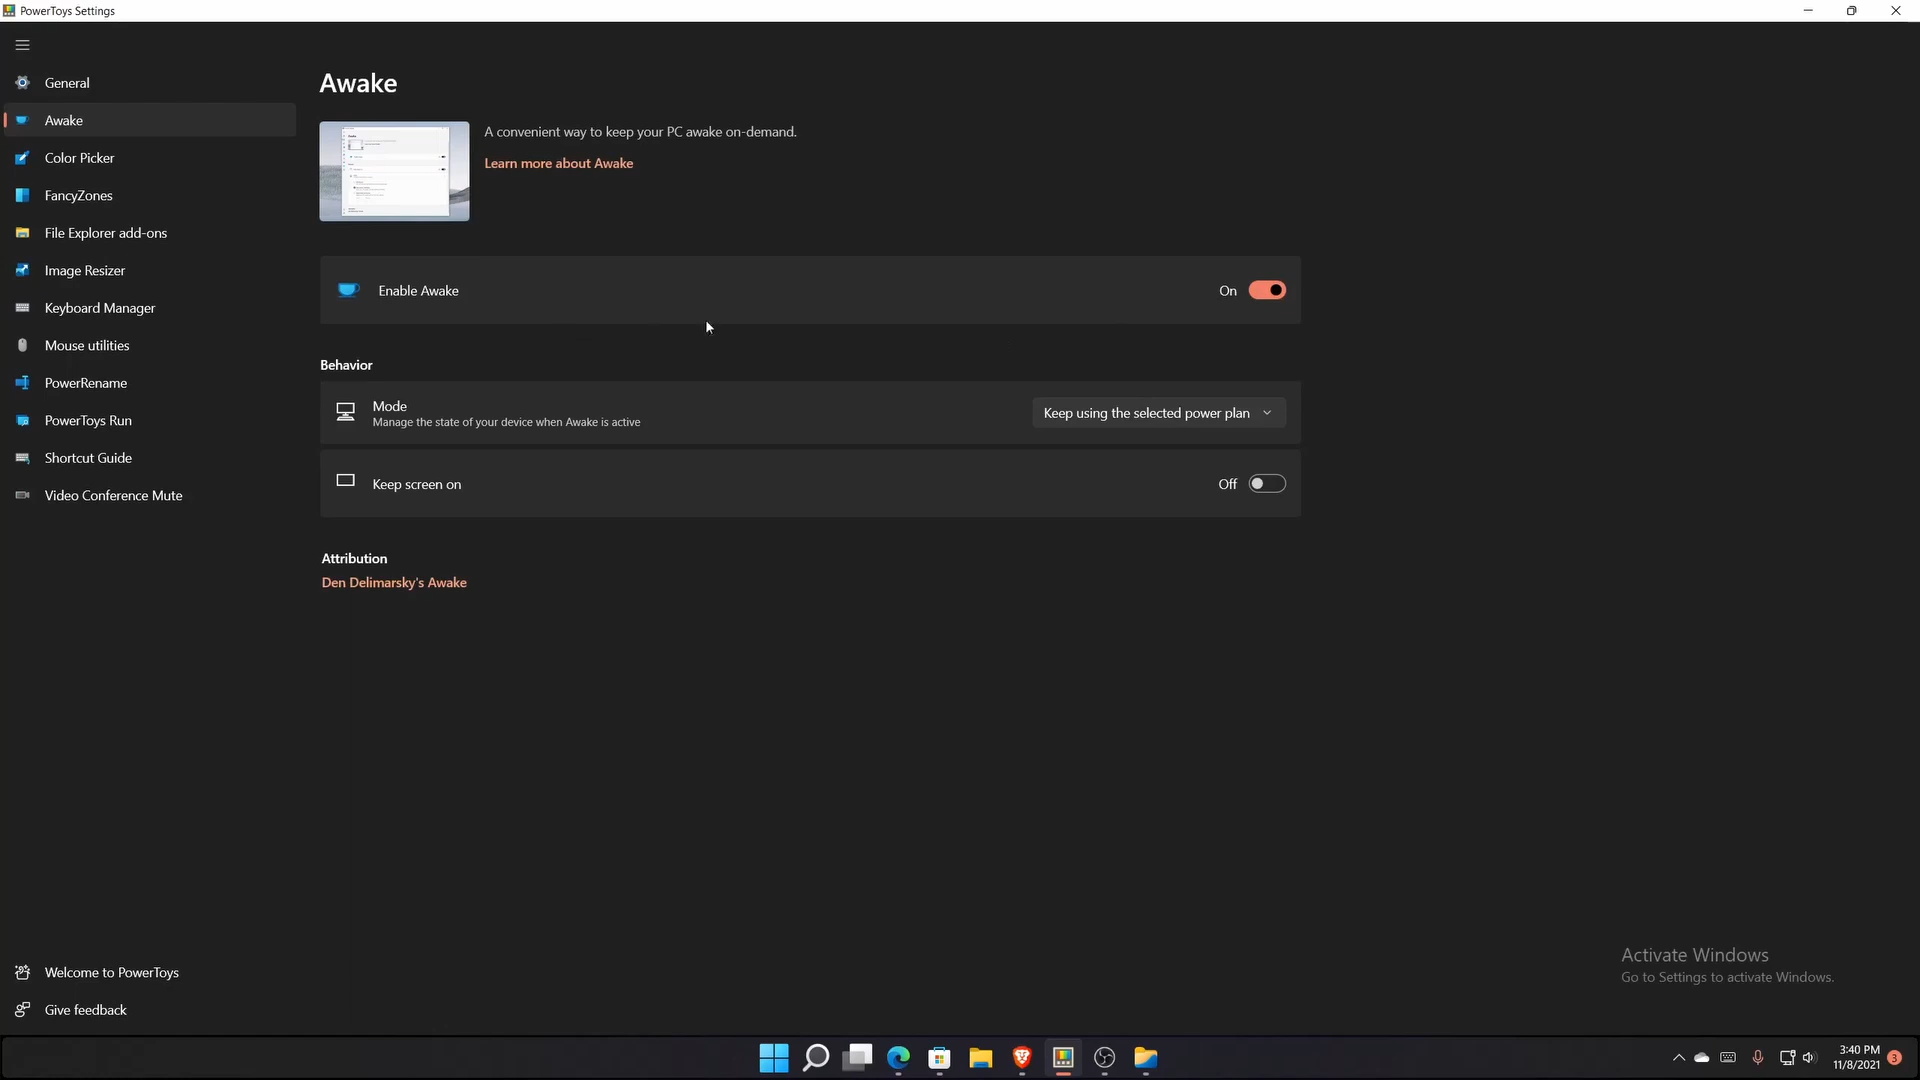 PowerToys Settings
General
Awake
Color Picker
FancyZones
File Explorer add-ons
Image Resizer
Keyboard Manager
Mouse utilities
PowerRename
PowerToys Run
Shortcut Guide
Video Conference Mute
Welcome to PowerToys
Give feedback
Awake
A convenient way to keep your PC awake on-demand.
Learn more about Awake
Enable Awake
On
Behavior
Mode
Manage the state of your device when Awake is active
Keep using the selected power plan
Keep screen on
Off
Attribution
Den Delimarsky's Awake
Activate Windows
Go to Settings to activate Windows.
3:40 PM
11/8/2021
3